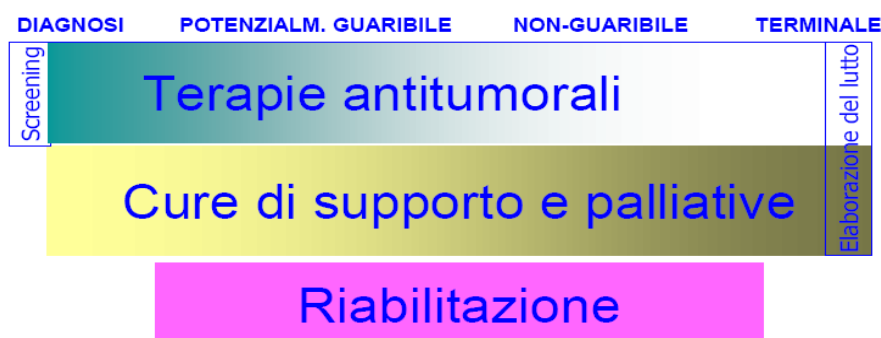 DIAGNOSI POTENZIALM. GUARIBILE NON-GUARIBILE TERMINALE
Screening
Terapie antitumorali
Elaborazione del lutto
Cure di supporto e palliative
Riabilitazione